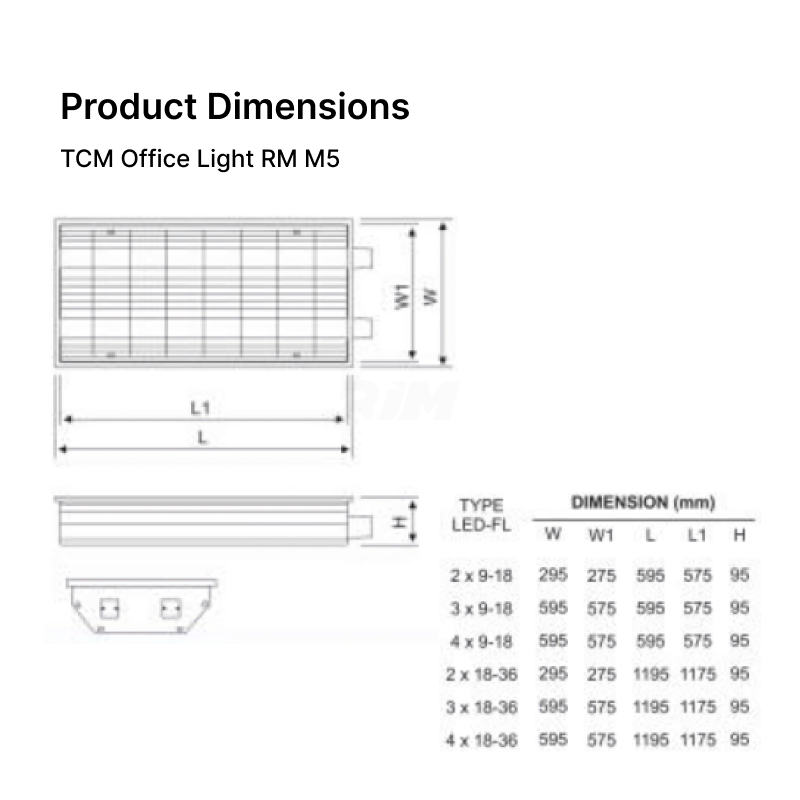 Product Dimensions
TCM Office Light RM M5
W1
W
L1
L
H
RiM
TYPE LED-FL DIMENSION (mm)
W W1 L L1 H
2 x 9-18 295 275 595 575 95
3 x 9-18 595 575 595 575 95
4 x 9-18 595 575 595 575 95
2 x 18-36 295 275 1195 1175 95
3 x 18-36 595 575 1195 1175 95
4 x 18-36 595 575 1195 1175 95